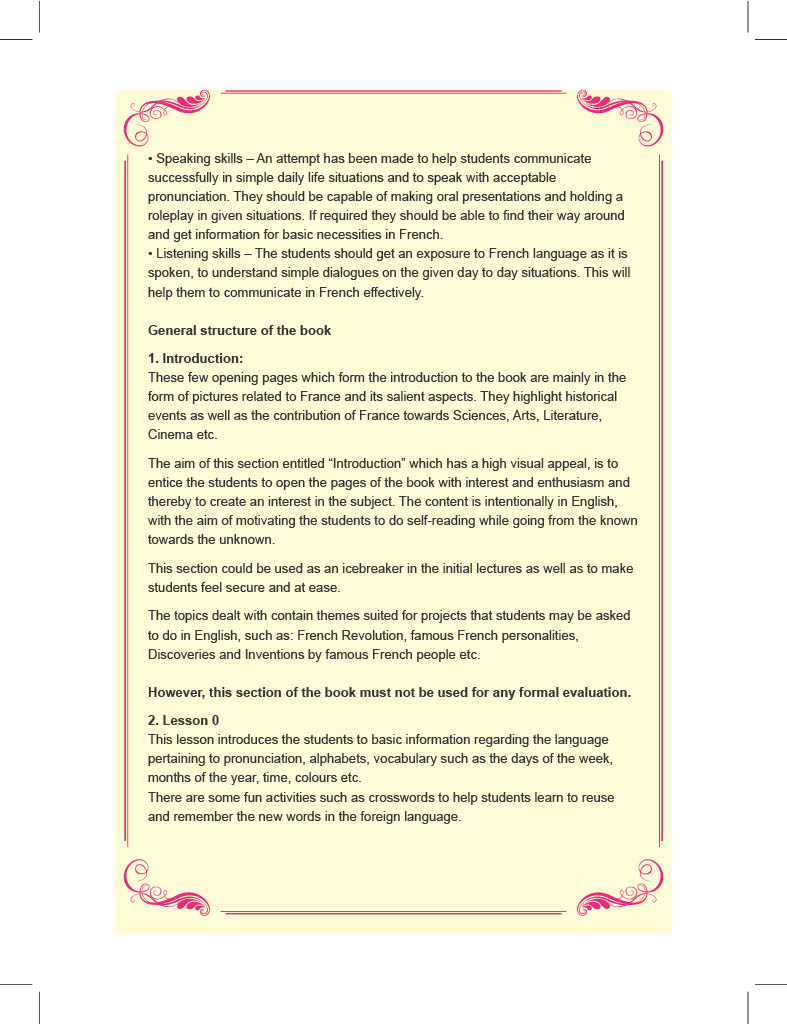 • Speaking skills – An attempt has been made to help students communicate
successfully in simple daily life situations and to speak with acceptable
pronunciation. They should be capable of making oral presentations and holding a
roleplay in given situations. If required they should be able to find their way around
and get information for basic necessities in French.
• Listening skills – The students should get an exposure to French language as it is
spoken, to understand simple dialogues on the given day to day situations. This will
help them to communicate in French effectively.
General structure of the book
1. Introduction:
These few opening pages which form the introduction to the book are mainly in the
form of pictures related to France and its salient aspects. They highlight historical
events as well as the contribution of France towards Sciences, Arts, Literature,
Cinema etc.
The aim of this section entitled “Introduction” which has a high visual appeal, is to
entice the students to open the pages of the book with interest and enthusiasm and
thereby to create an interest in the subject. The content is intentionally in English,
with the aim of motivating the students to do self-reading while going from the known
towards the unknown.
This section could be used as an icebreaker in the initial lectures as well as to make
students feel secure and at ease.
The topics dealt with contain themes suited for projects that students may be asked
to do in English, such as: French Revolution, famous French personalities,
Discoveries and Inventions by famous French people etc.
However, this section of the book must not be used for any formal evaluation.
2. Lesson 0
This lesson introduces the students to basic information regarding the language
pertaining to pronunciation, alphabets, vocabulary such as the days of the week,
months of the year, time, colours etc.
There are some fun activities such as crosswords to help students learn to reuse
and remember the new words in the foreign language.